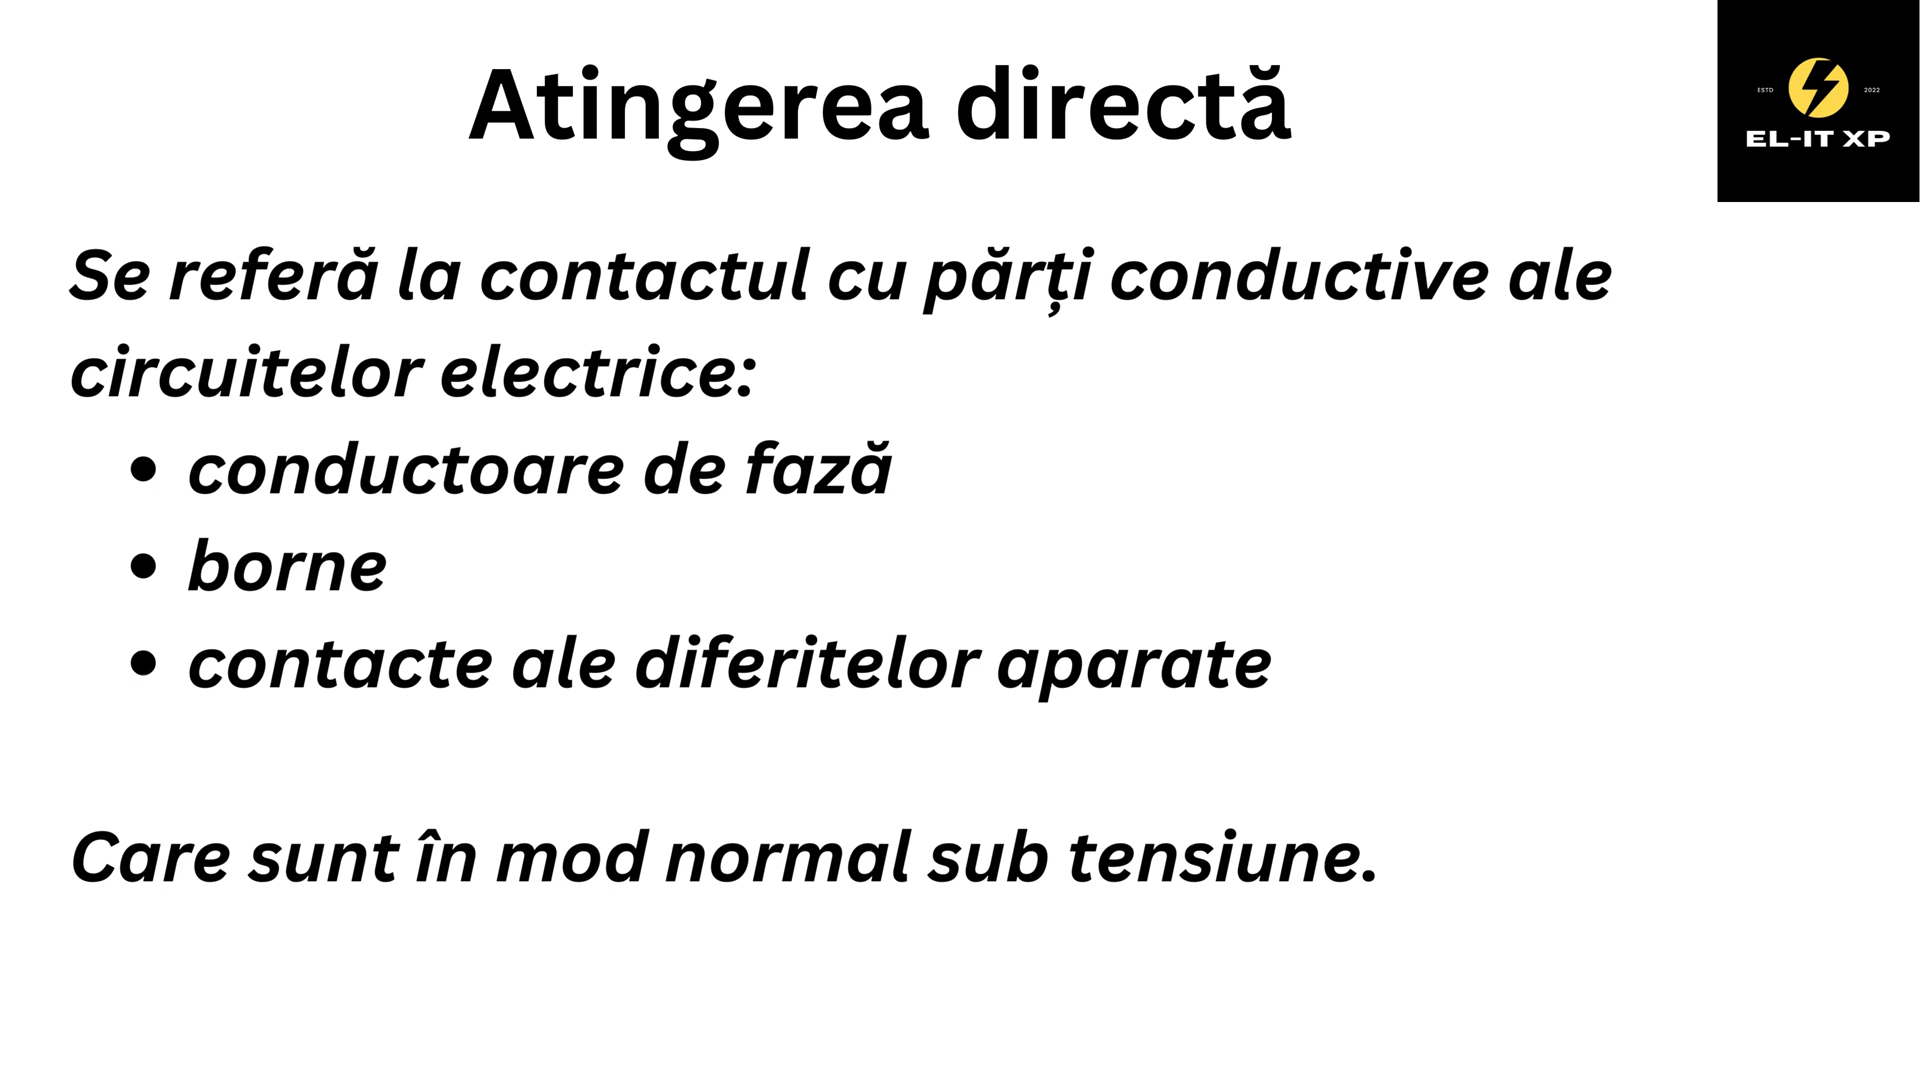 Atingerea directă
ESTD
2022
EL-IT XP
Se referă la contactul cu părți conductive ale
circuitelor electrice:
• conductoare de fază
• borne
• contacte ale diferitelor aparate
Care sunt în mod normal sub tensiune.